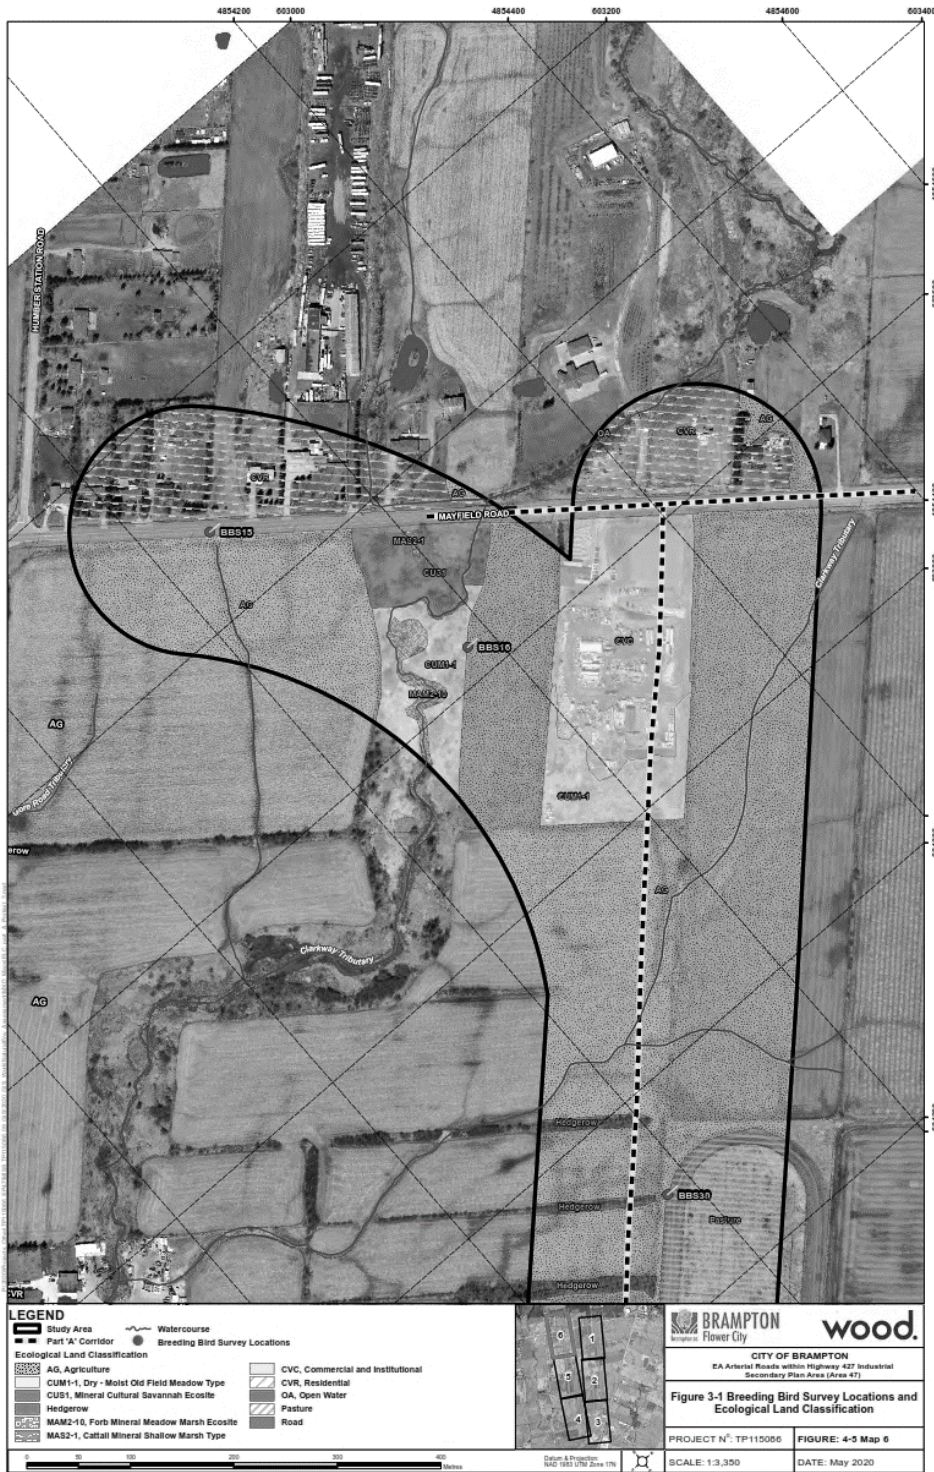 4854200
603000
4854400
603200
4854600
HUMBER STATION ROAD
AG
CVR
OA
CVR
AG
MAYFIELD ROAD
BBS15
MAS2-1
Clarkway Tributary
CUS1
AG
CVC
BBS16
CUM1-1
MAM2-10
AG
Gore Road Tributary
CUM1-1
AG
Clarkway Tributary
AG
Hedgerow
BBS30
Hedgerow
Pasture
Hedgerow
CVR
LEGEND
Study Area
Watercourse
Part 'A' Corridor
Breeding Bird Survey Locations
Ecological Land Classification
AG, Agriculture
CUM1-1, Dry - Moist Old Field Meadow Type
CUS1, Mineral Cultural Savannah Ecosite
Hedgerow
MAM2-10, Forb Mineral Meadow Marsh Ecosite
MAS2-1, Cattail Mineral Shallow Marsh Type
CVC, Commercial and Institutional
CVR, Residential
OA, Open Water
Pasture
Road
0 50 100 200 300 400
Metres
6
1
5
2
4
3
Datum & Projection:
NAD 1983 UTM Zone 17N
BRAMPTON
Flower City
wood.
CITY OF BRAMPTON
EA Arterial Roads within Highway 427 Industrial
Secondary Plan Area (Area 47)
Figure 3-1 Breeding Bird Survey Locations and
Ecological Land Classification
PROJECT N°: TP115086
FIGURE: 4-5 Map 6
SCALE: 1:3,350
DATE: May 2020